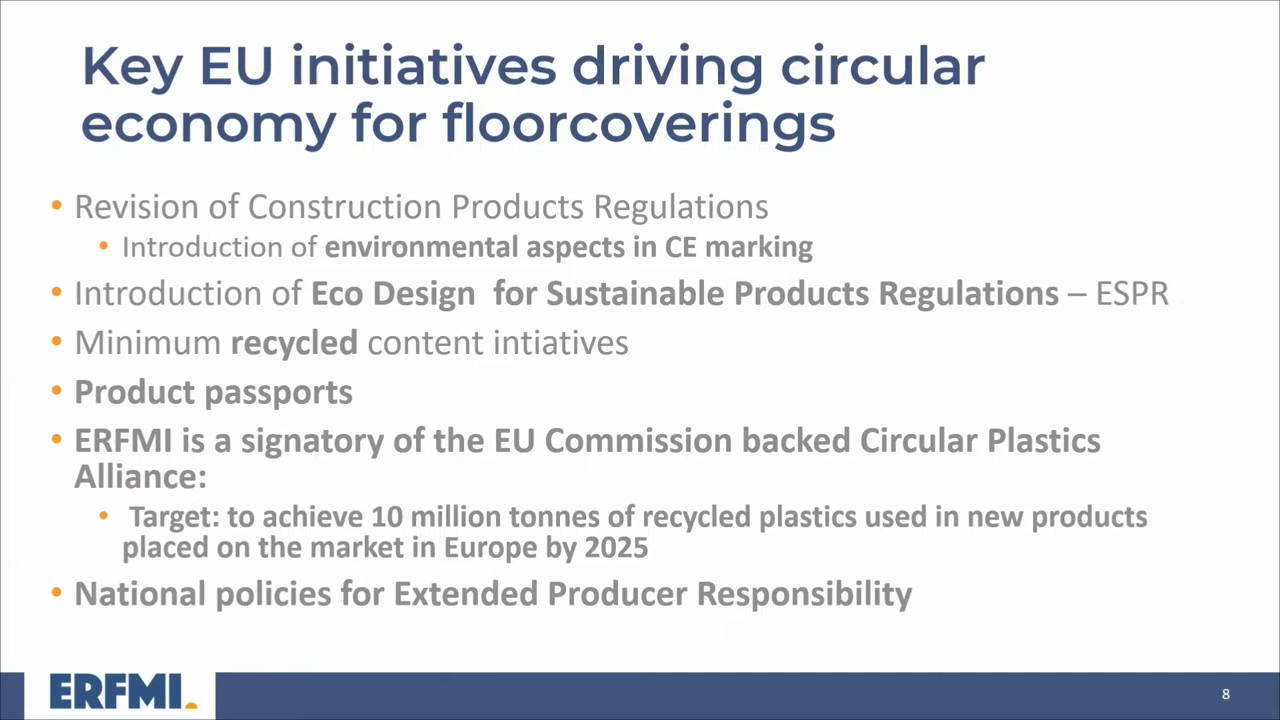 Key EU initiatives driving circular
economy for floorcoverings
• Revision of Construction Products Regulations
• Introduction of environmental aspects in CE marking
• Introduction of Eco Design  for Sustainable Products Regulations – ESPR
• Minimum recycled content intiatives
• Product passports
• ERFMI is a signatory of the EU Commission backed Circular Plastics
Alliance:
• Target: to achieve 10 million tonnes of recycled plastics used in new products
placed on the market in Europe by 2025
• National policies for Extended Producer Responsibility
ERFMI.
8